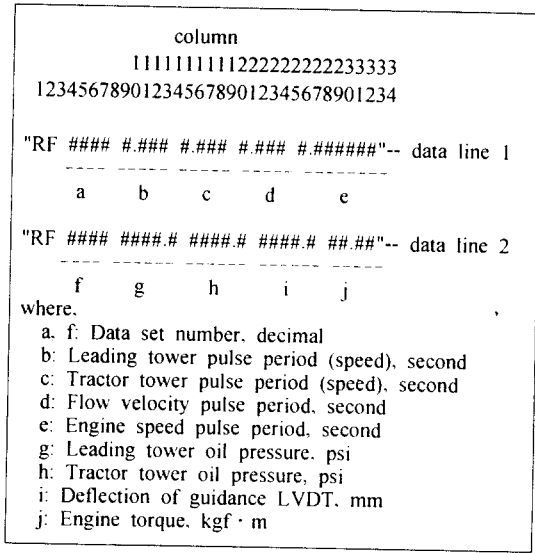 column
1111111111222222222233333
1234567890123456789012345678901234
"RF #### #.### #.### #.### #.######"-- data line 1
---- ----- ----- ----- --------
a b c d e
"RF #### ####.# ####.# ####.# ##.##"-- data line 2
---- ------ ------ ------ -----
f g h i j
where,
a, f: Data set number, decimal
b: Leading tower pulse period (speed), second
c: Tractor tower pulse period (speed), second
d: Flow velocity pulse period, second
e: Engine speed pulse period, second
g: Leading tower oil pressure, psi
h: Tractor tower oil pressure, psi
i: Deflection of guidance LVDT, mm
j: Engine torque, kgf · m